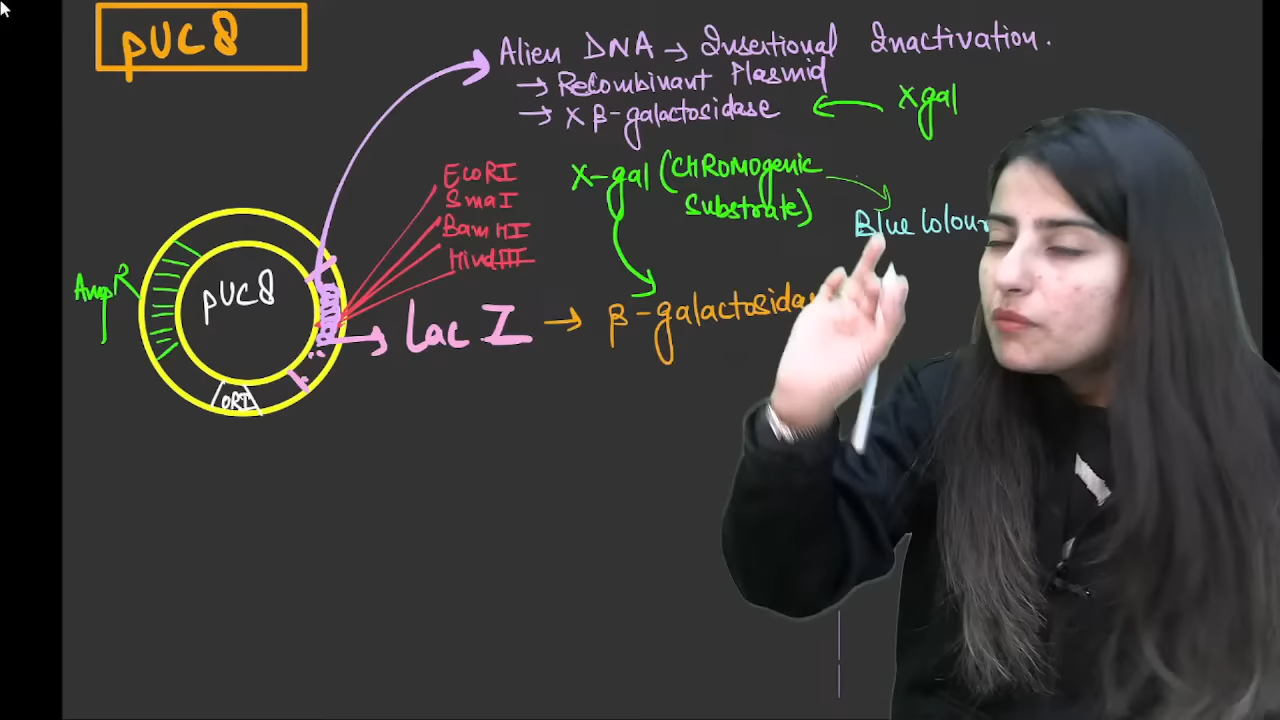 pUC8
Alien DNA → Insertional Inactivation.
→ Recombinant Plasmid
→ X β-galactosidase
Xgal
X-gal (CHROMOgenic
Substrate)
Blue Colour
EcoRI
SmaI
BamHI
HindIII
AmpR
pUC8
Lac I → β-galactosidase
ORI